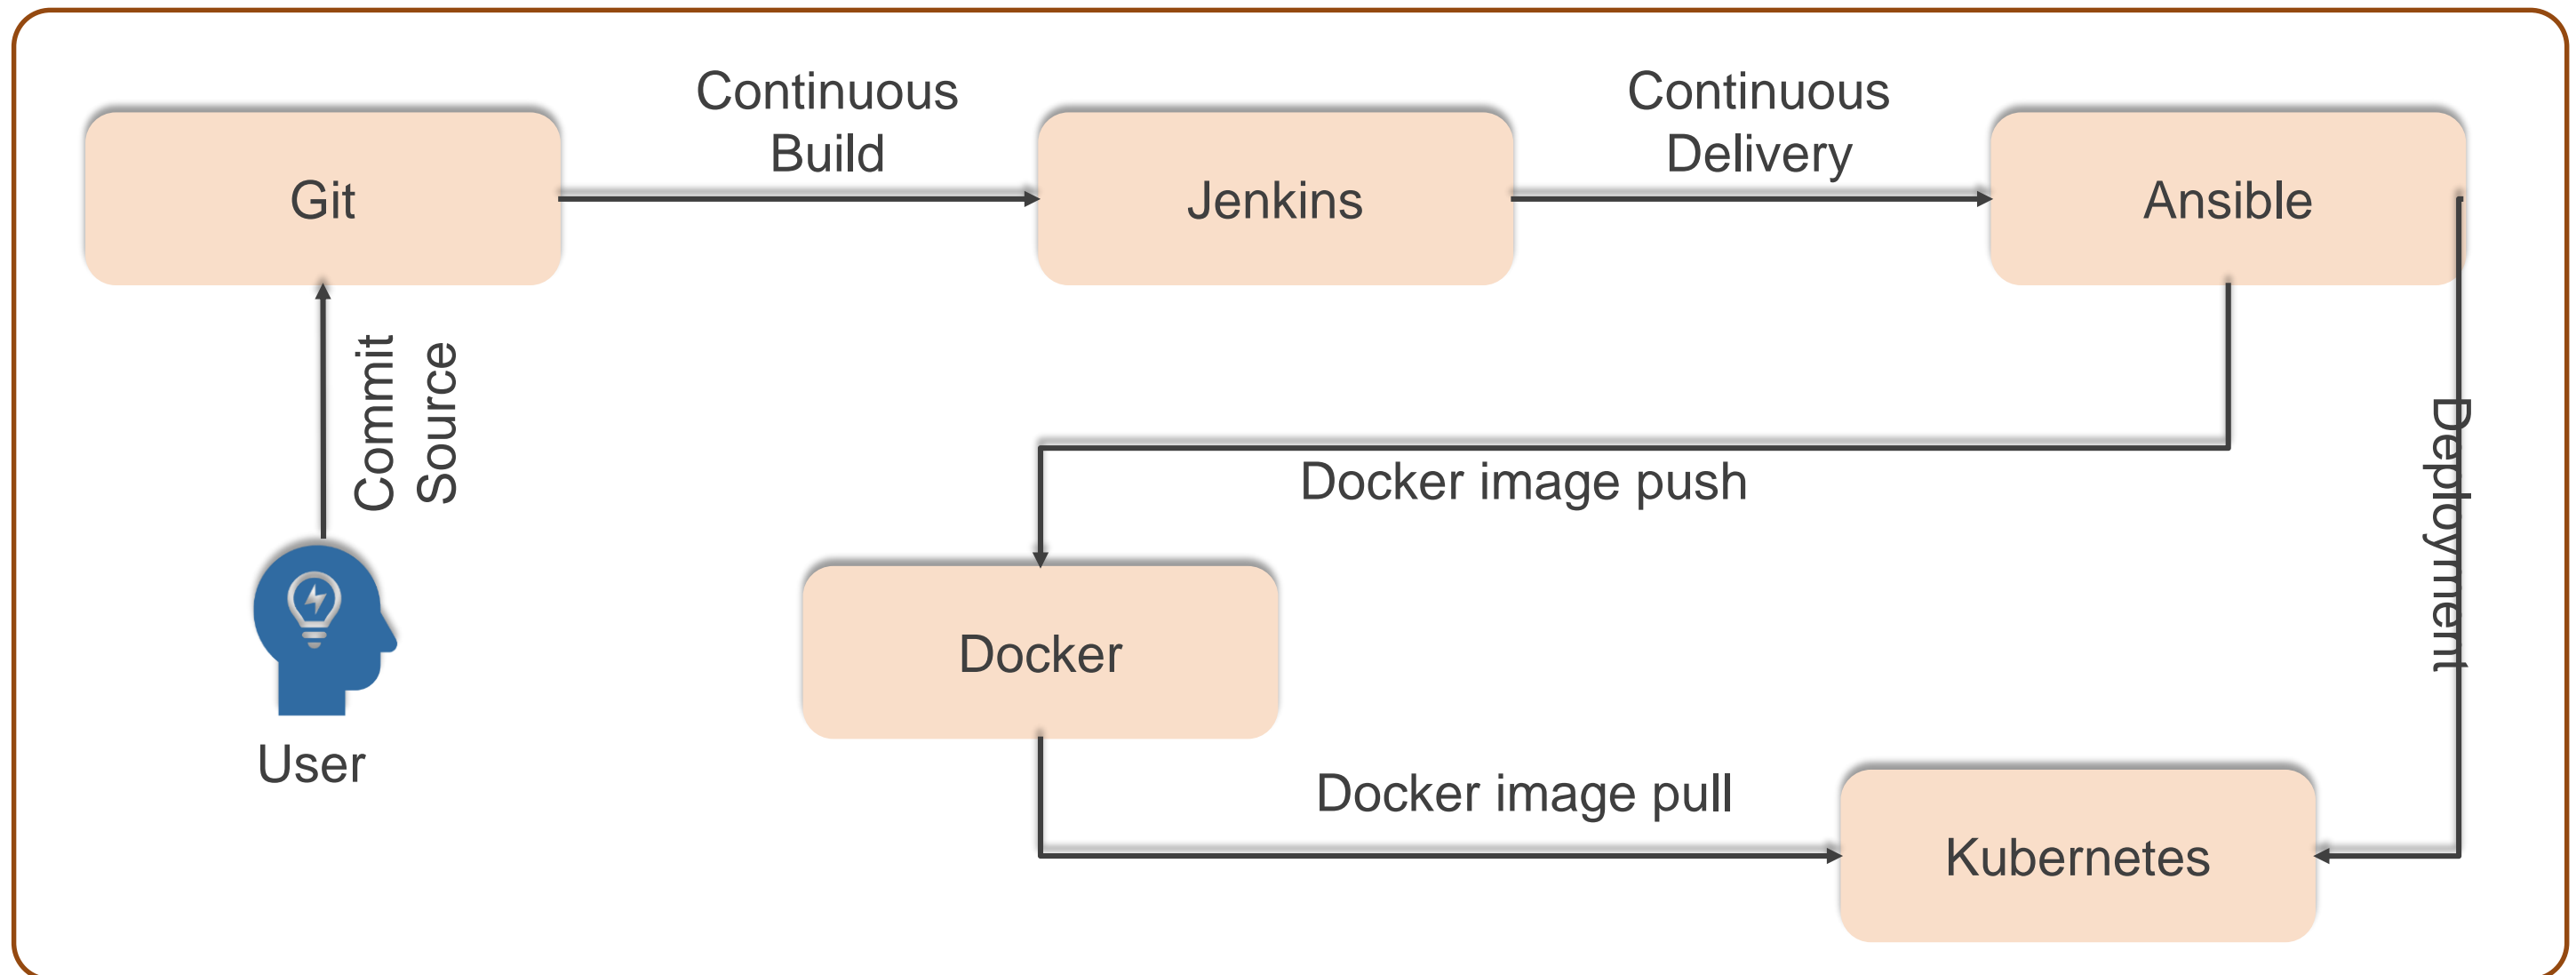 Continuous
Build
Continuous
Delivery
Git
Jenkins
Ansible
Commit
Source
Deployment
Docker image push
Docker
User
Docker image pull
Kubernetes